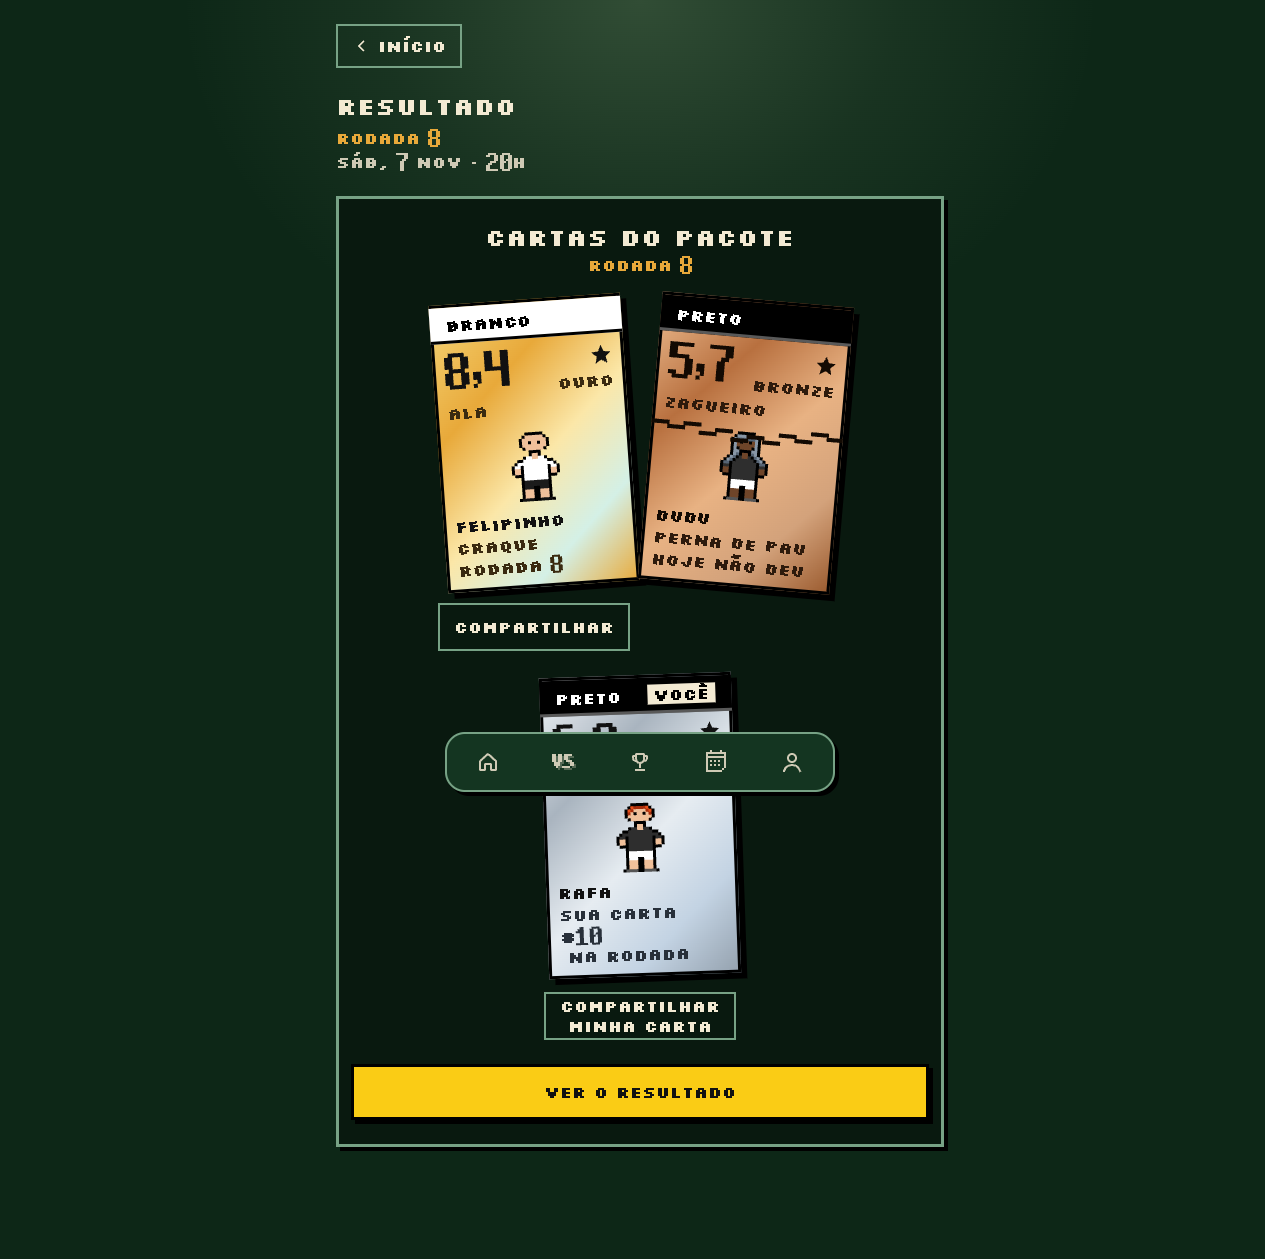 INÍCIO
RESULTADO
RODADA 8
SÁB, 7 NOV · 20H
CARTAS DO PACOTE
RODADA 8
BRANCO
8,4
OURO
ALA
FELIPINHO
CRAQUE
RODADA 8
PRETO
5,7
BRONZE
ZAGUEIRO
DUDU
PERNA DE PAU
HOJE NÃO DEU
COMPARTILHAR
PRETO
VOCÊ
VS
RAFA
SUA CARTA
#10
NA RODADA
COMPARTILHAR
MINHA CARTA
VER O RESULTADO